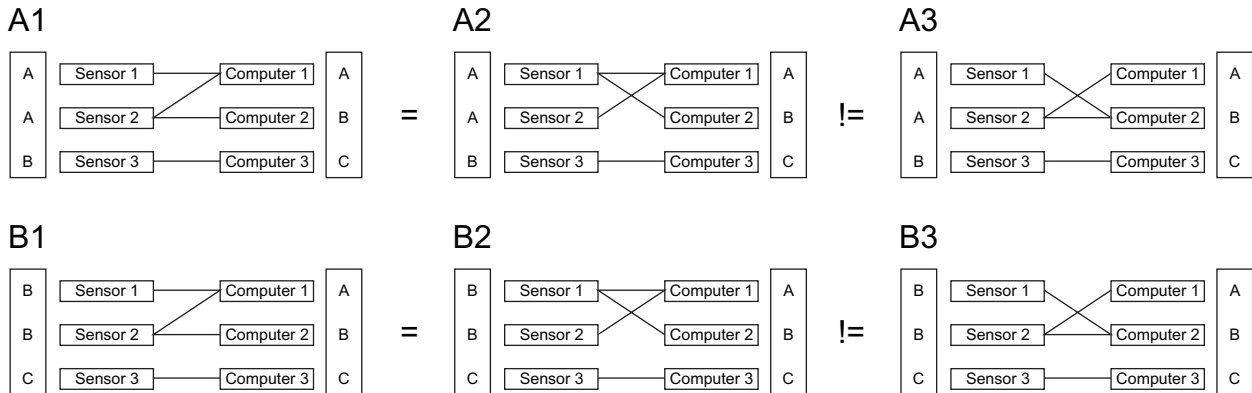 A1 A2 A3
A Sensor 1 Computer 1 A A Sensor 1 Computer 1 A A Sensor 1 Computer 1 A
A Sensor 2 Computer 2 B = A Sensor 2 Computer 2 B != A Sensor 2 Computer 2 B
B Sensor 3 Computer 3 C B Sensor 3 Computer 3 C B Sensor 3 Computer 3 C
B1 B2 B3
B Sensor 1 Computer 1 A B Sensor 1 Computer 1 A B Sensor 1 Computer 1 A
B Sensor 2 Computer 2 B = B Sensor 2 Computer 2 B != B Sensor 2 Computer 2 B
C Sensor 3 Computer 3 C C Sensor 3 Computer 3 C C Sensor 3 Computer 3 C